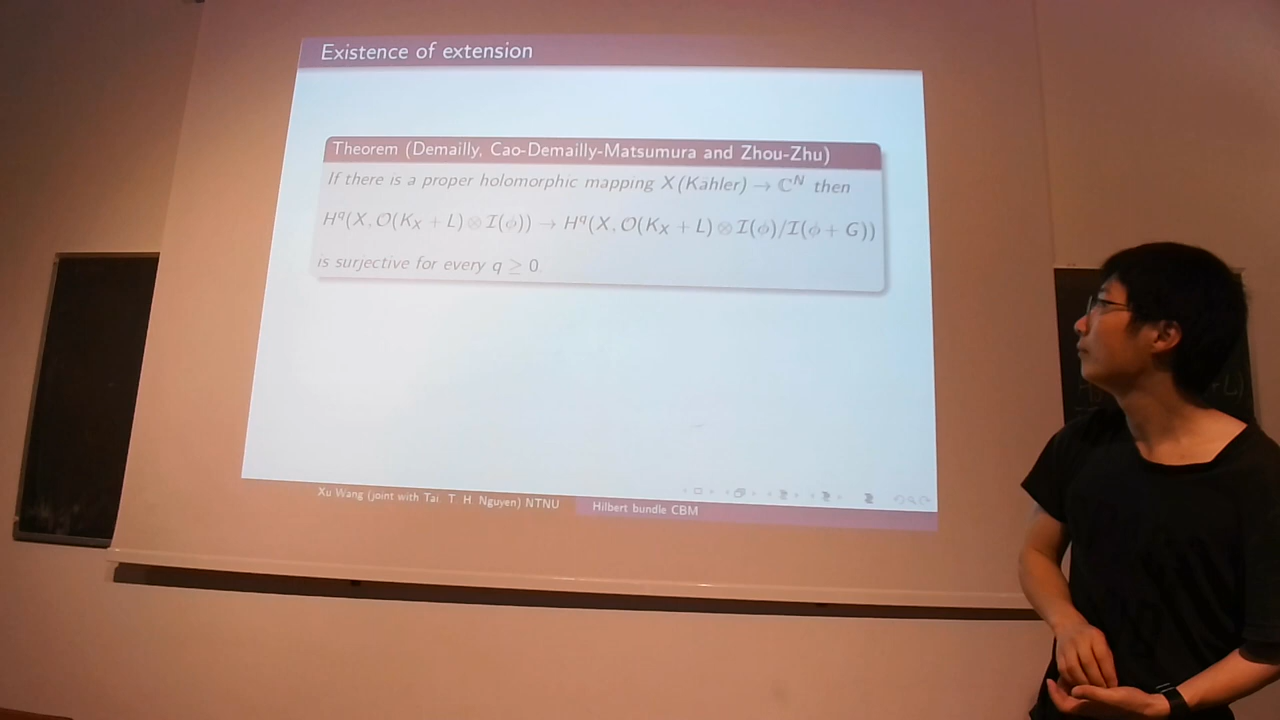 Existence of extension
Theorem (Demailly, Cao-Demailly-Matsumura and Zhou-Zhu)
If there is a proper holomorphic mapping X(Kähler) → ℂᴺ then
H^q(X, 𝒪(K_X + L) ⊗ ℐ(ϕ)) → H^q(X, 𝒪(K_X + L) ⊗ ℐ(ϕ)/ℐ(ϕ + G))
is surjective for every q ≥ 0.
Xu Wang (joint with Tai T. H. Nguyen) NTNU
Hilbert bundle CBM
+L)